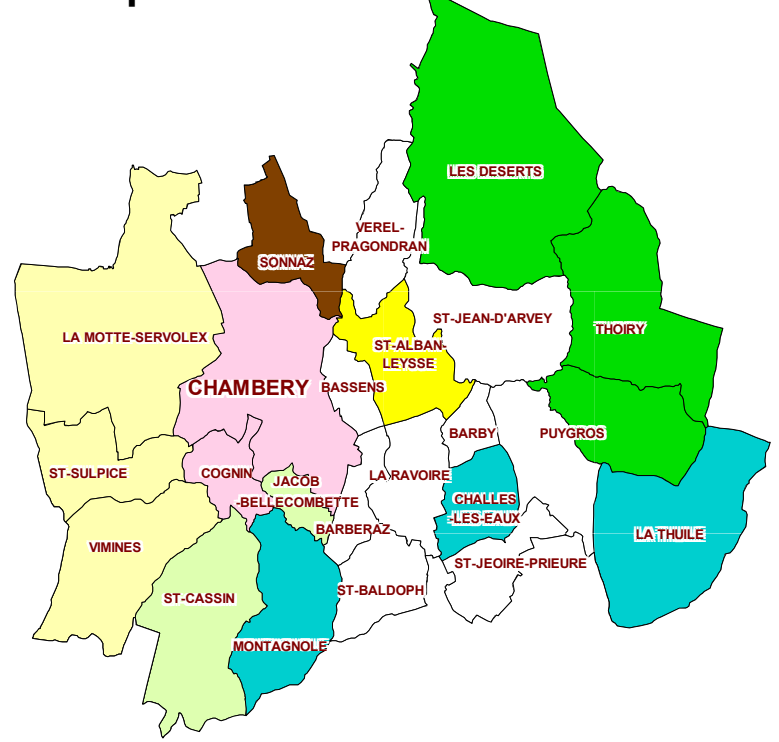 LES DESERTS
VEREL-
PRAGONDRAN
SONNAZ
ST-JEAN-D'ARVEY
THOIRY
LA MOTTE-SERVOLEX
ST-ALBAN-
LEYSSE
CHAMBERY
BASSENS
BARBY
PUYGROS
ST-SULPICE
COGNIN
JACOB
-BELLECOMBETTE
LA RAVOIRE
CHALLES
-LES-EAUX
BARBERAZ
LA THUILE
VIMINES
ST-JEOIRE-PRIEURE
ST-CASSIN
ST-BALDOPH
MONTAGNOLE